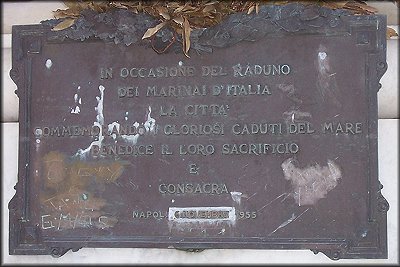 IN OCCASIONE DEL RADUNO
DEI MARINAI D'ITALIA
LA CITTA'
COMMEMORANDO I GLORIOSI CADUTI DEL MARE
BENEDICE IL LORO SACRIFICIO
E
CONSACRA
NAPOLI 1955